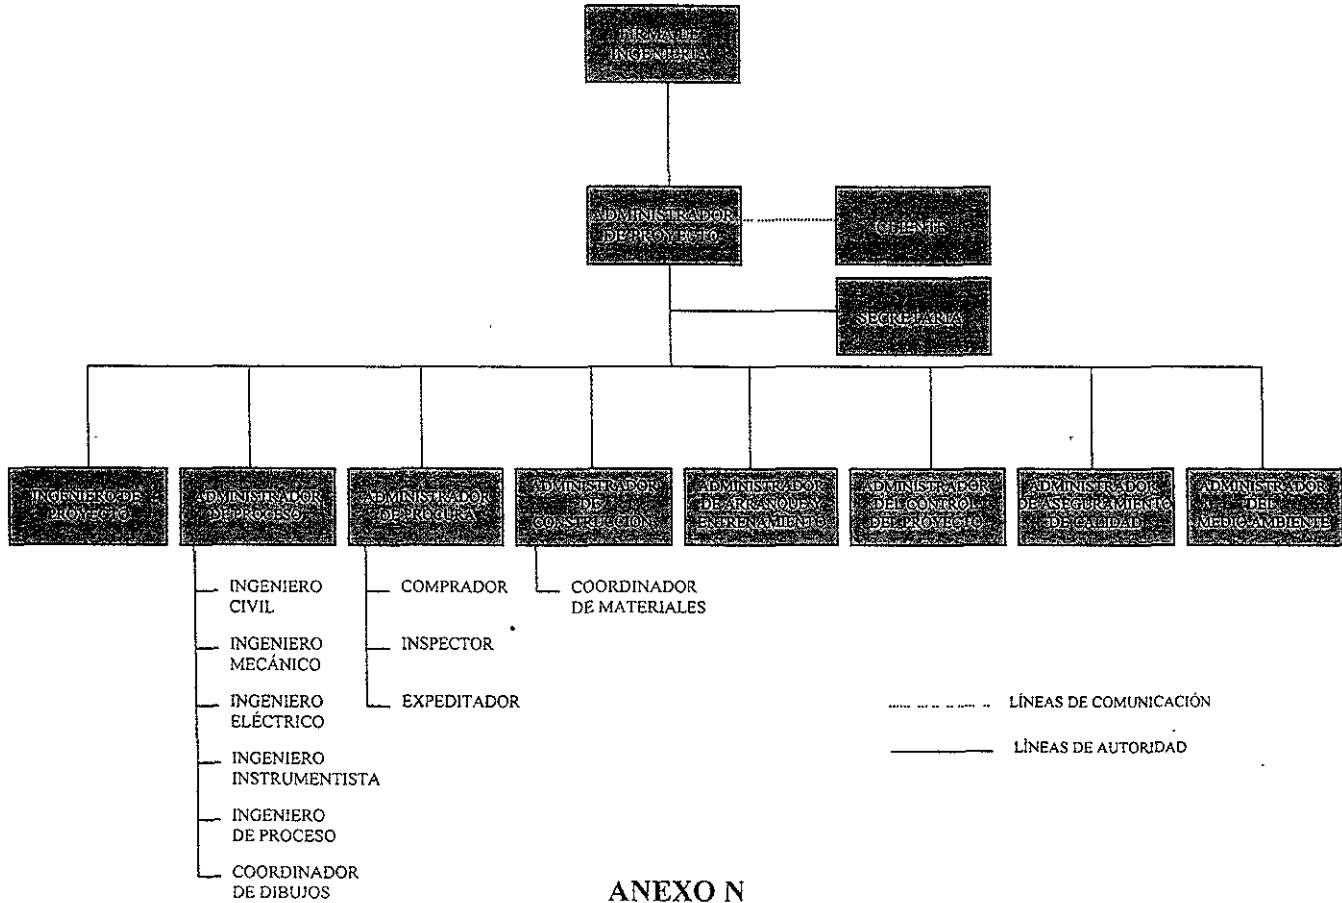 FIRMA DE
INGENIERÍA
ADMINISTRADOR
DE PROYECTO
CLIENTE
SECRETARIA
INGENIERO DE
PROYECTO
ADMINISTRADOR
DE PROCESO
ADMINISTRADOR
DE PROCURA
ADMINISTRADOR
DE
CONSTRUCCIÓN
ADMINISTRADOR
DE ARRANQUE Y
ENTRENAMIENTO
ADMINISTRADOR
DEL CONTROL
DEL PROYECTO
ADMINISTRADOR
DE ASEGURAMIENTO
DE CALIDAD
ADMINISTRADOR
DEL
MEDIO AMBIENTE
INGENIERO
CIVIL
INGENIERO
MECÁNICO
INGENIERO
ELÉCTRICO
INGENIERO
INSTRUMENTISTA
INGENIERO
DE PROCESO
COORDINADOR
DE DIBUJOS
COMPRADOR
INSPECTOR
EXPEDITADOR
COORDINADOR
DE MATERIALES
LÍNEAS DE COMUNICACIÓN
LÍNEAS DE AUTORIDAD
ANEXO N